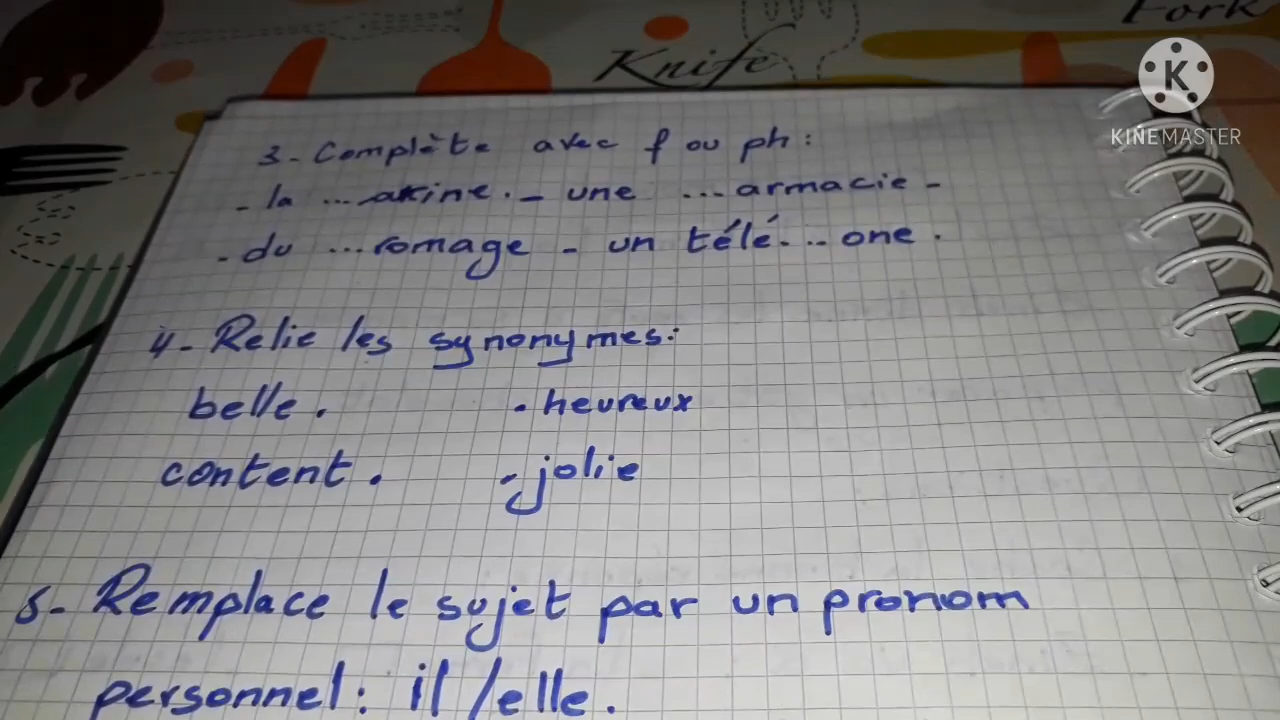 Knife
Fork
KINEMASTER
3- Complète avec f ou ph :
- la ... - une ... armacie -
- du ...romage - un télé... one.
4- Relie les synonymes:
belle . . heureux
content . . jolie
5- Remplace le sujet par un pronom
personnel: il /elle.